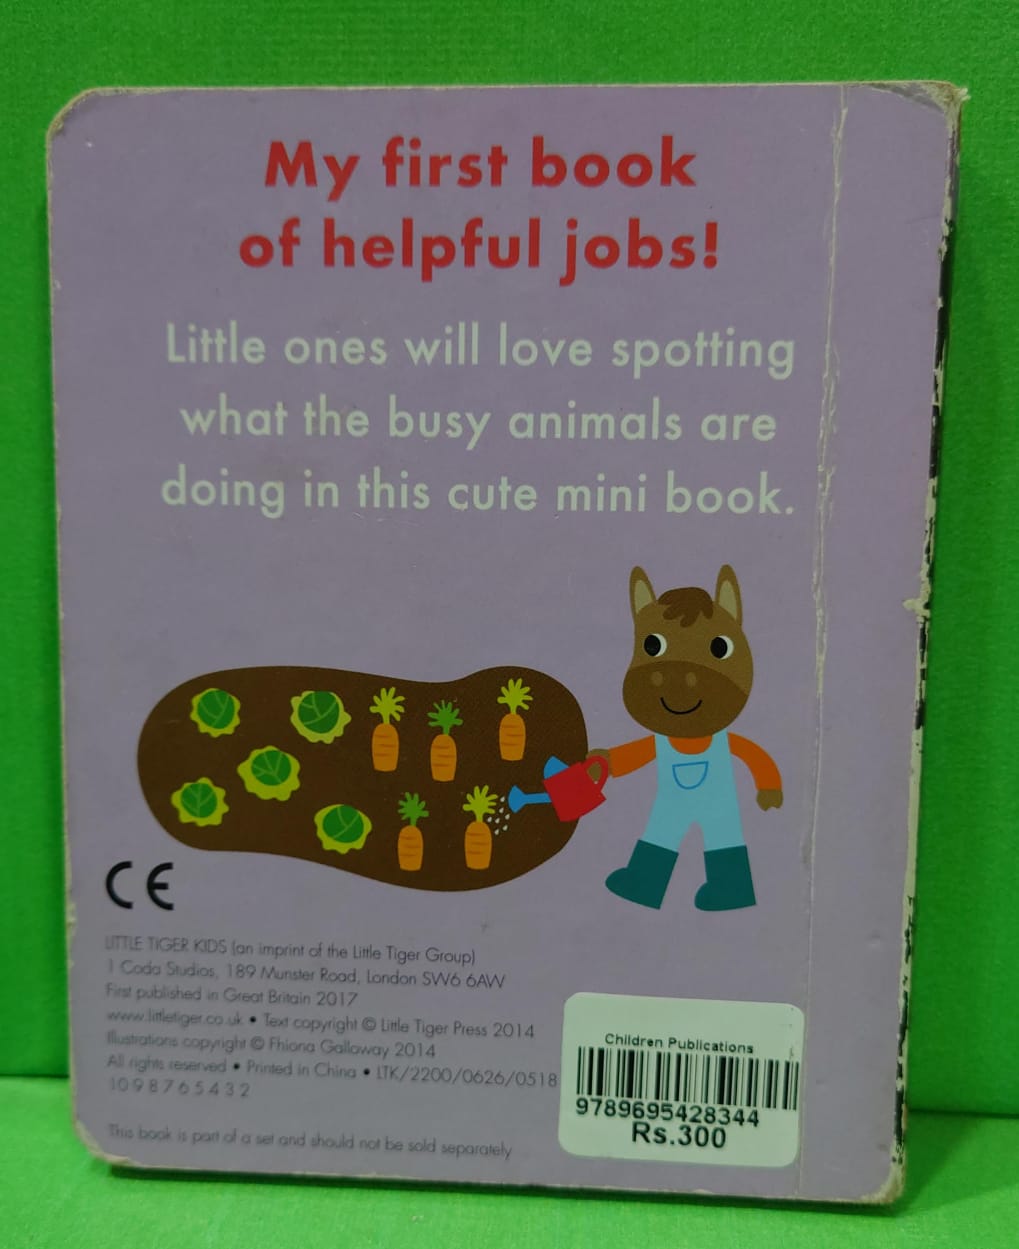 My first book
of helpful jobs!
Little ones will love spotting
what the busy animals are
doing in this cute mini book.
CE
LITTLE TIGER KIDS (an imprint of the Little Tiger Group)
1 Coda Studios, 189 Munster Road, London SW6 6AW
First published in Great Britain 2017
www.littletiger.co.uk • Text copyright © Little Tiger Press 2014
Illustrations copyright © Fhiona Galloway 2014
All rights reserved • Printed in China • LTK/2200/0626/0518
10 9 8 7 6 5 4 3 2
This book is part of a set and should not be sold separately
Children Publications
9789695428344
Rs.300